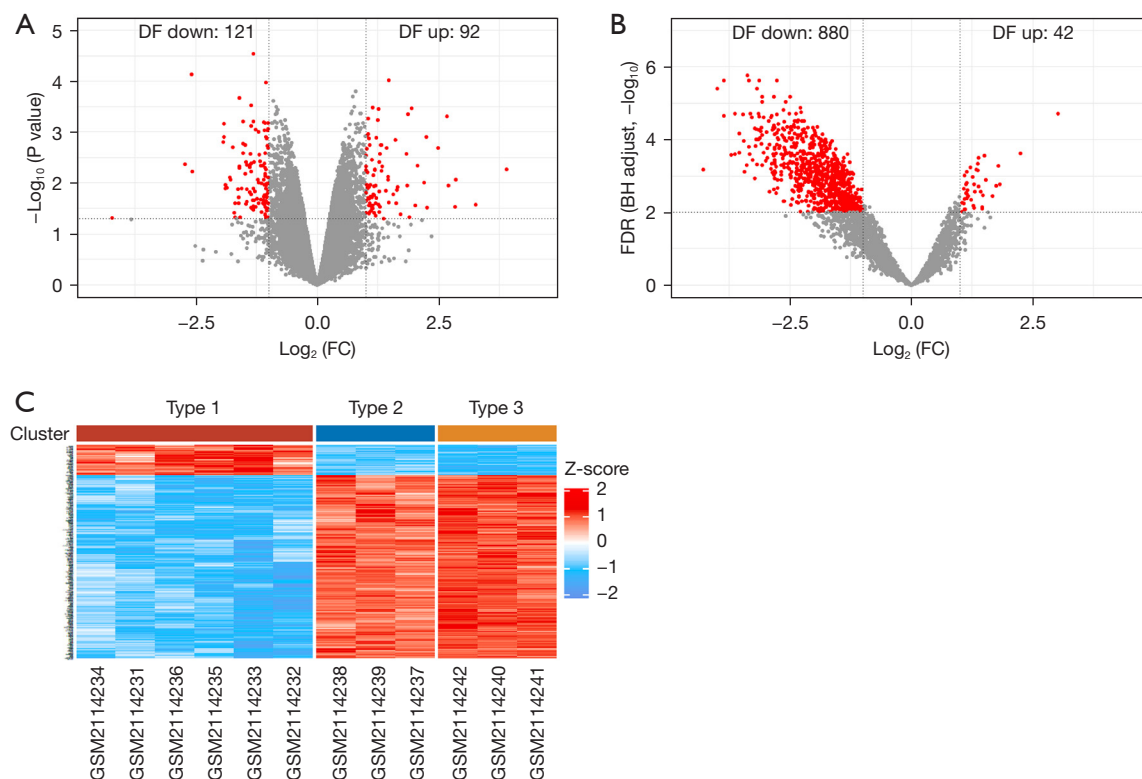 A
DF down: 121
DF up: 92
5
4
3
2
1
0
−Log₁₀ (P value)
−2.5
0.0
2.5
Log₂ (FC)
B
DF down: 880
DF up: 42
6
4
2
0
FDR (BH adjust, −log₁₀)
−2.5
0.0
2.5
Log₂ (FC)
C
Type 1
Type 2
Type 3
Cluster
Z-score
2
1
0
−1
−2
GSM2114234
GSM2114231
GSM2114236
GSM2114235
GSM2114233
GSM2114232
GSM2114238
GSM2114239
GSM2114237
GSM2114242
GSM2114240
GSM2114241